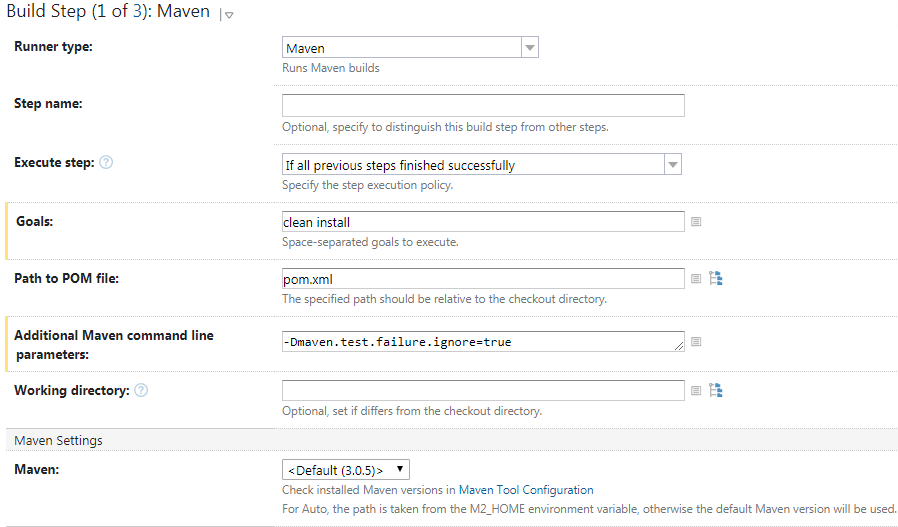 Build Step (1 of 3): Maven
Runner type:
Maven
Runs Maven builds
Step name:
Optional, specify to distinguish this build step from other steps.
Execute step:
If all previous steps finished successfully
Specify the step execution policy.
Goals:
clean install
Space-separated goals to execute.
Path to POM file:
pom.xml
The specified path should be relative to the checkout directory.
Additional Maven command line
parameters:
-Dmaven.test.failure.ignore=true
Working directory:
Optional, set if differs from the checkout directory.
Maven Settings
Maven:
<Default (3.0.5)>
Check installed Maven versions in Maven Tool Configuration
For Auto, the path is taken from the M2_HOME environment variable, otherwise the default Maven version will be used.